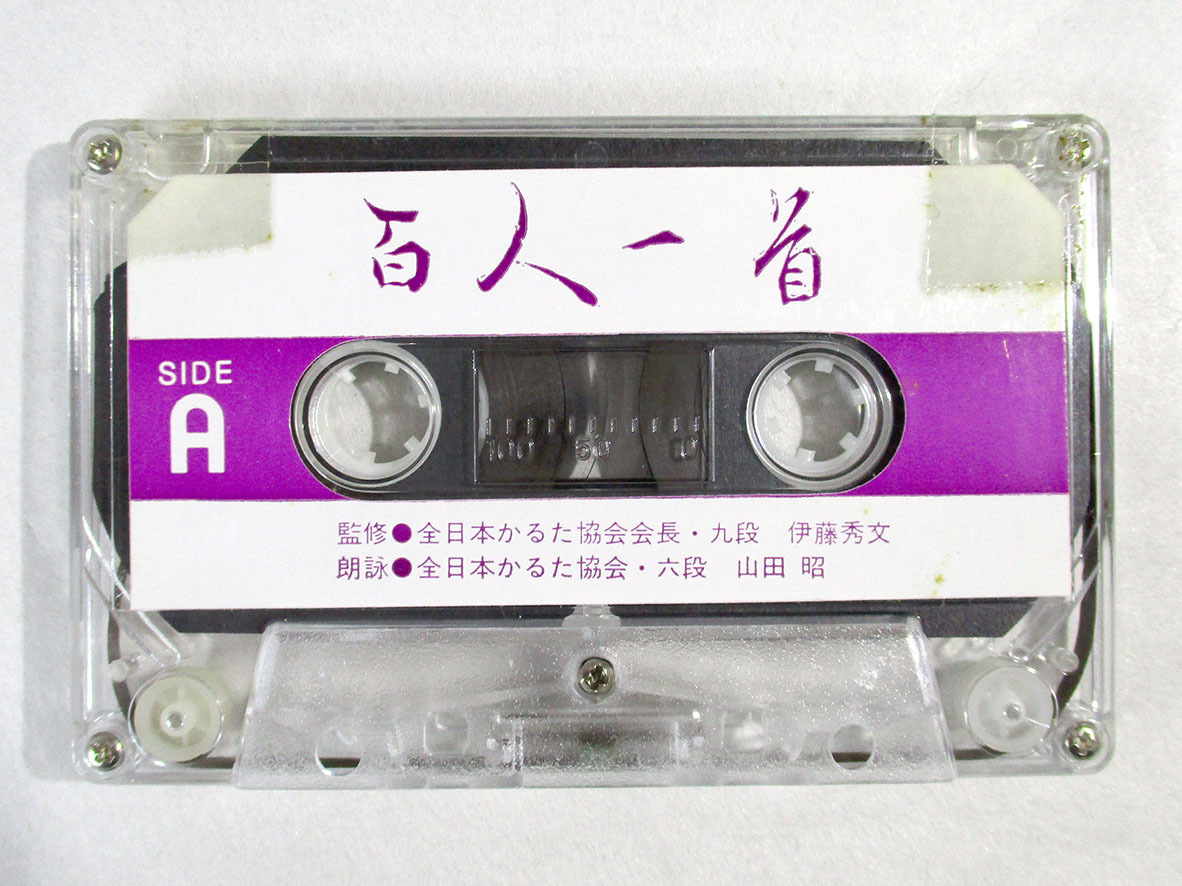 百人一首
SIDE
A
100 50 0
監修●全日本かるた協会会長・九段　伊藤秀文
朗詠●全日本かるた協会・六段　山田 昭